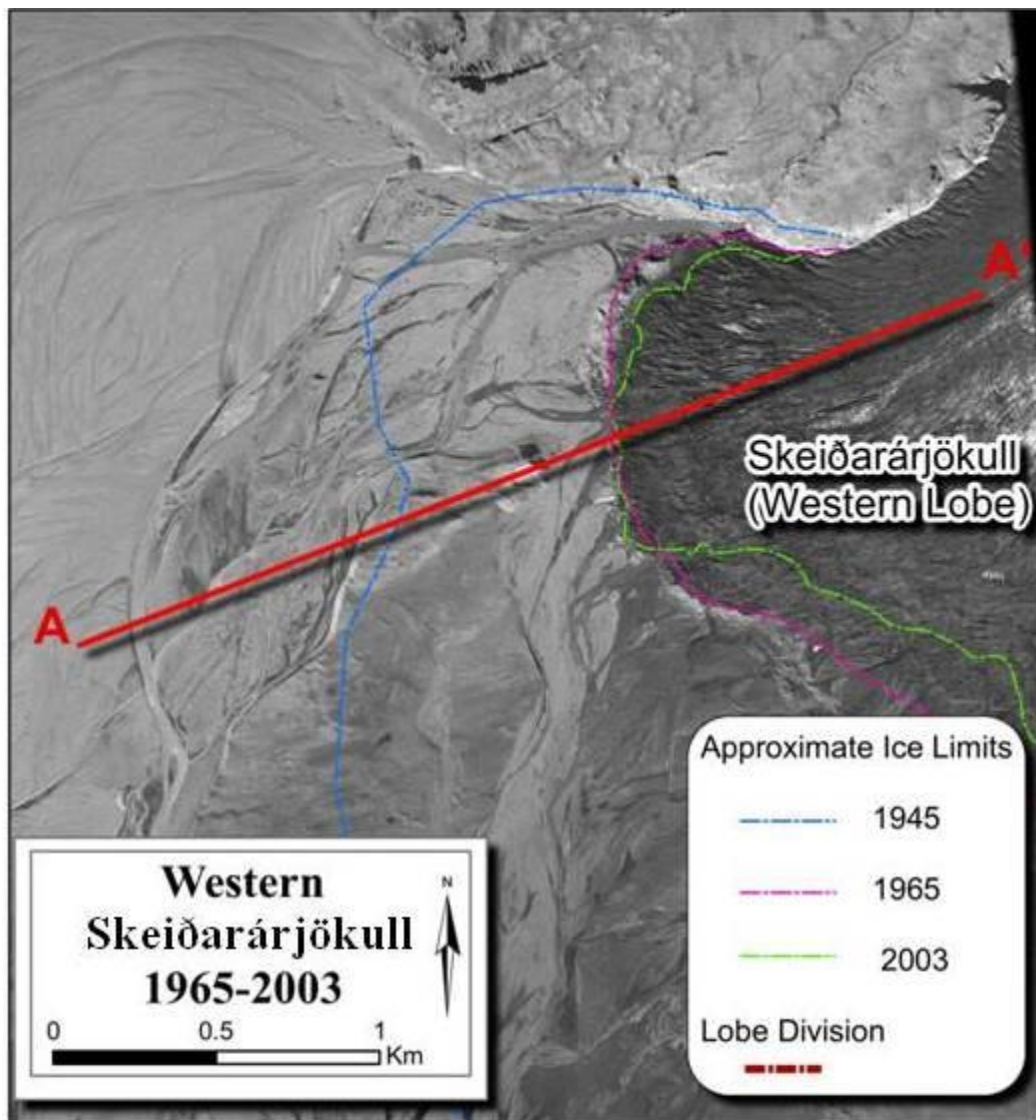 A'
A
Skeiðarárjökull
(Western Lobe)
Approximate Ice Limits
1945
1965
2003
Lobe Division
Western
Skeiðarárjökull
1965-2003
N
0 0.5 1
Km